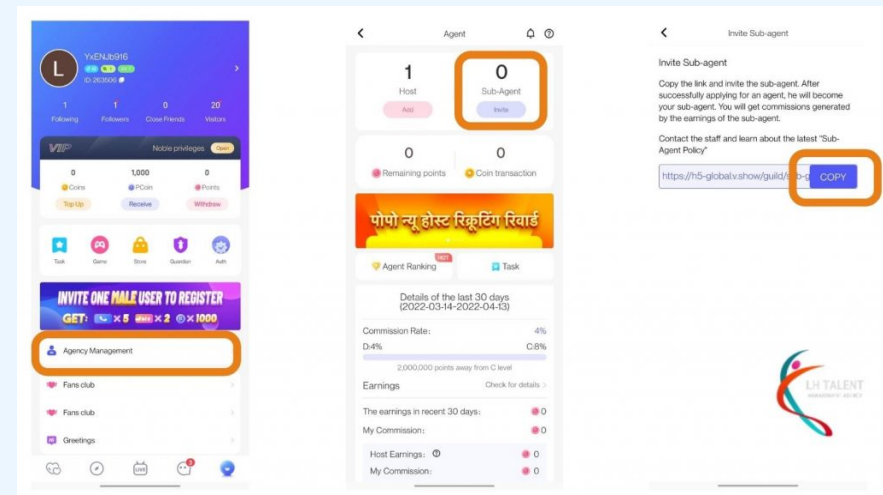 YxENJb916
ID 263506
1
1
0
20
Following
Followers
Close Friends
Visitors
VIP
Noble privileges
Open
0
1,000
0
Coins
PCoin
Points
Top Up
Receive
Withdraw
Task
Game
Store
Guardian
Auth
INVITE ONE MALE USER TO REGISTER
GET: ×5 ×2 ×1000
Agency Management
Fans club
Fans club
Greetings
LIVE
3
Agent
1
0
Host
Sub-Agent
Add
Invite
0
0
Remaining points
Coin transaction
पोपो न्यू होस्ट रिक्रूटिंग रिवार्ड
HOT
Agent Ranking
Task
Details of the last 30 days
(2022-03-14-2022-04-13)
Commission Rate:
4%
D:4%
C:8%
2,000,000 points away from C level
Earnings
Check for details >
The earnings in recent 30 days:
0
My Commission:
0
Host Earnings:
0
My Commission:
0
Invite Sub-agent
Invite Sub-agent
Copy the link and invite the sub-agent. After
successfully applying for an agent, he will become
your sub-agent. You will get commissions generated
by the earnings of the sub-agent.
Contact the staff and learn about the latest "Sub-
Agent Policy"
https://h5-global.v.show/guild/sub-g
COPY
LH TALENT